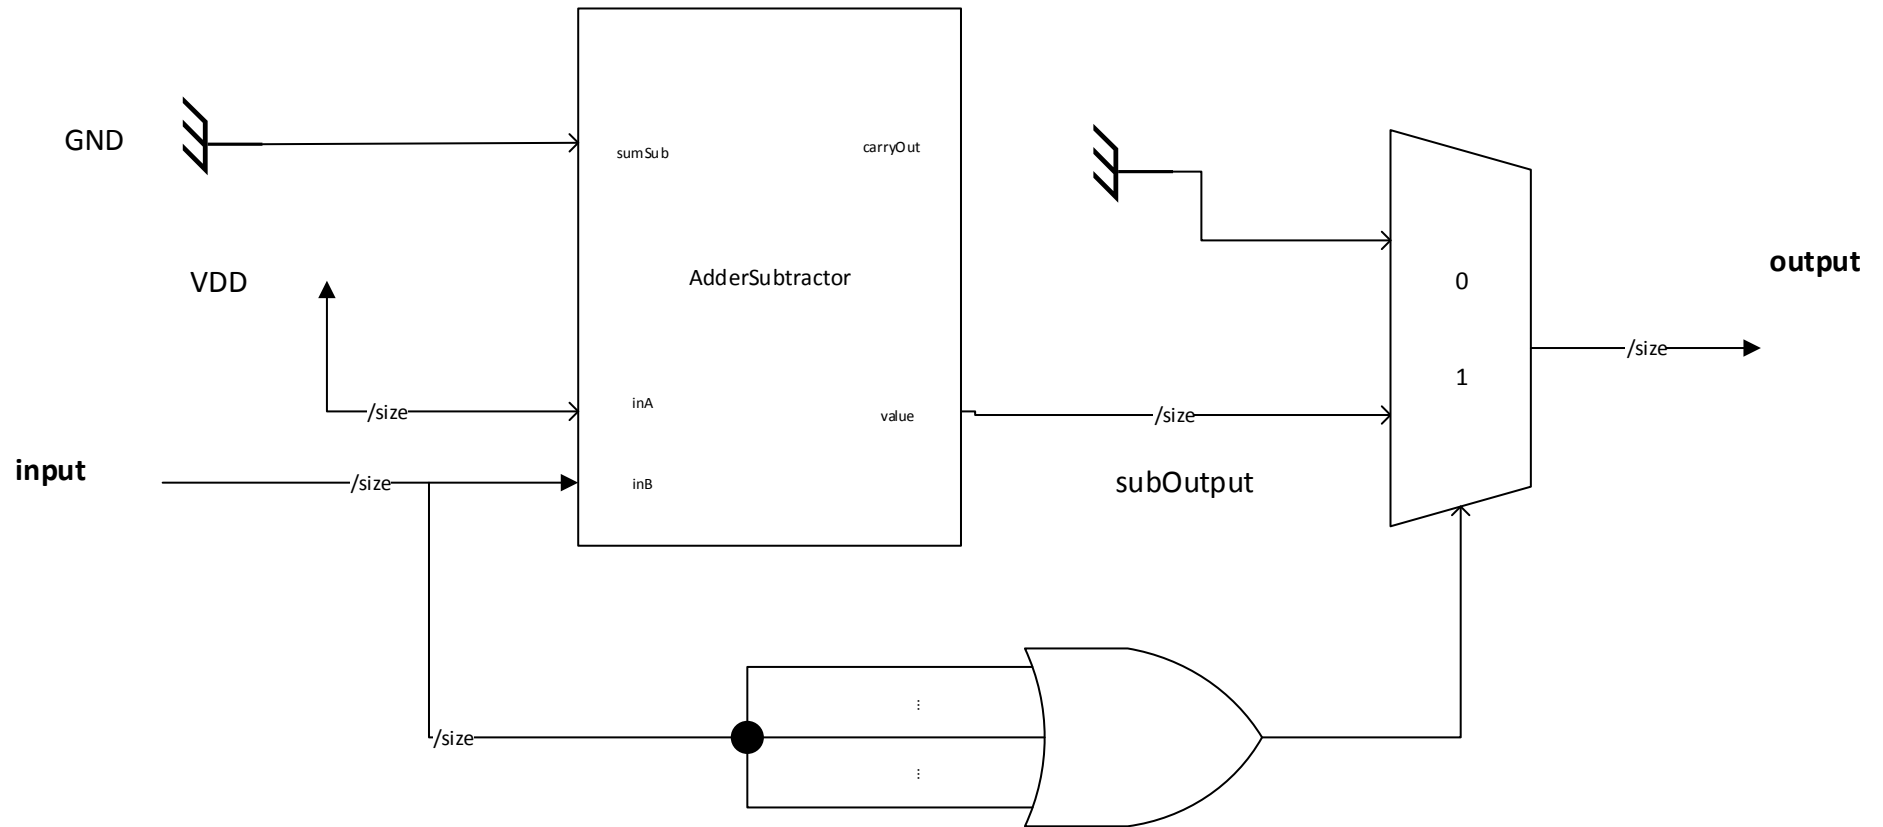 GND
sumSub
carryOut
VDD
AdderSubtractor
0
output
/size
1
/size
inA
value
/size
input
/size
inB
subOutput
...
/size
...